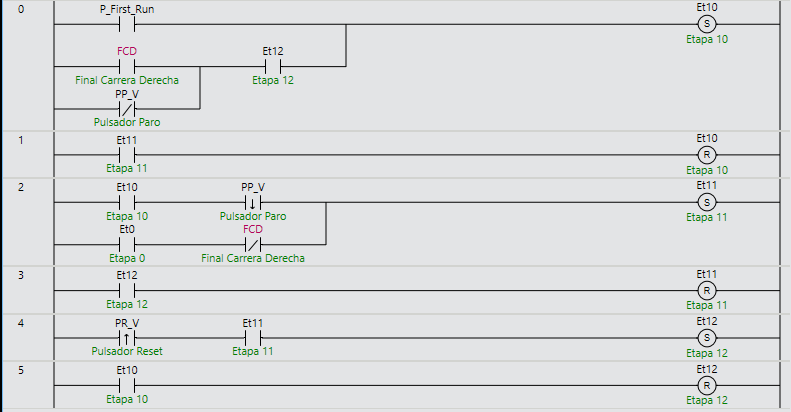 0
P_First_Run
Et10
S
Etapa 10
FCD
Et12
Final Carrera Derecha
Etapa 12
PP_V
Pulsador Paro
1
Et11
Et10
R
Etapa 11
Etapa 10
2
Et10
PP_V
Et11
S
Etapa 10
Pulsador Paro
Etapa 11
Et0
FCD
Etapa 0
Final Carrera Derecha
3
Et12
Et11
R
Etapa 12
Etapa 11
4
PR_V
Et11
Et12
S
Pulsador Reset
Etapa 11
Etapa 12
5
Et10
Et12
R
Etapa 10
Etapa 12